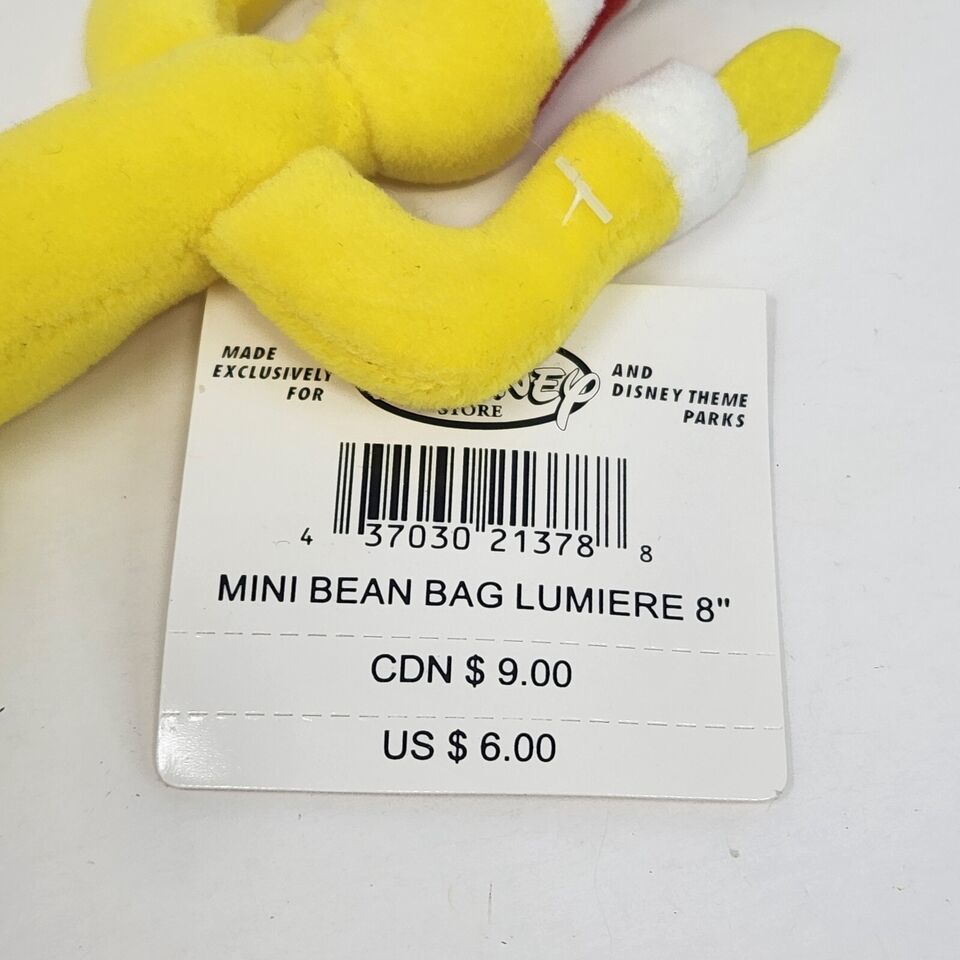 MADE
EXCLUSIVELY
FOR
STORE
AND
DISNEY THEME
PARKS
4 37030 21378 8
MINI BEAN BAG LUMIERE 8"
CDN $ 9.00
US $ 6.00